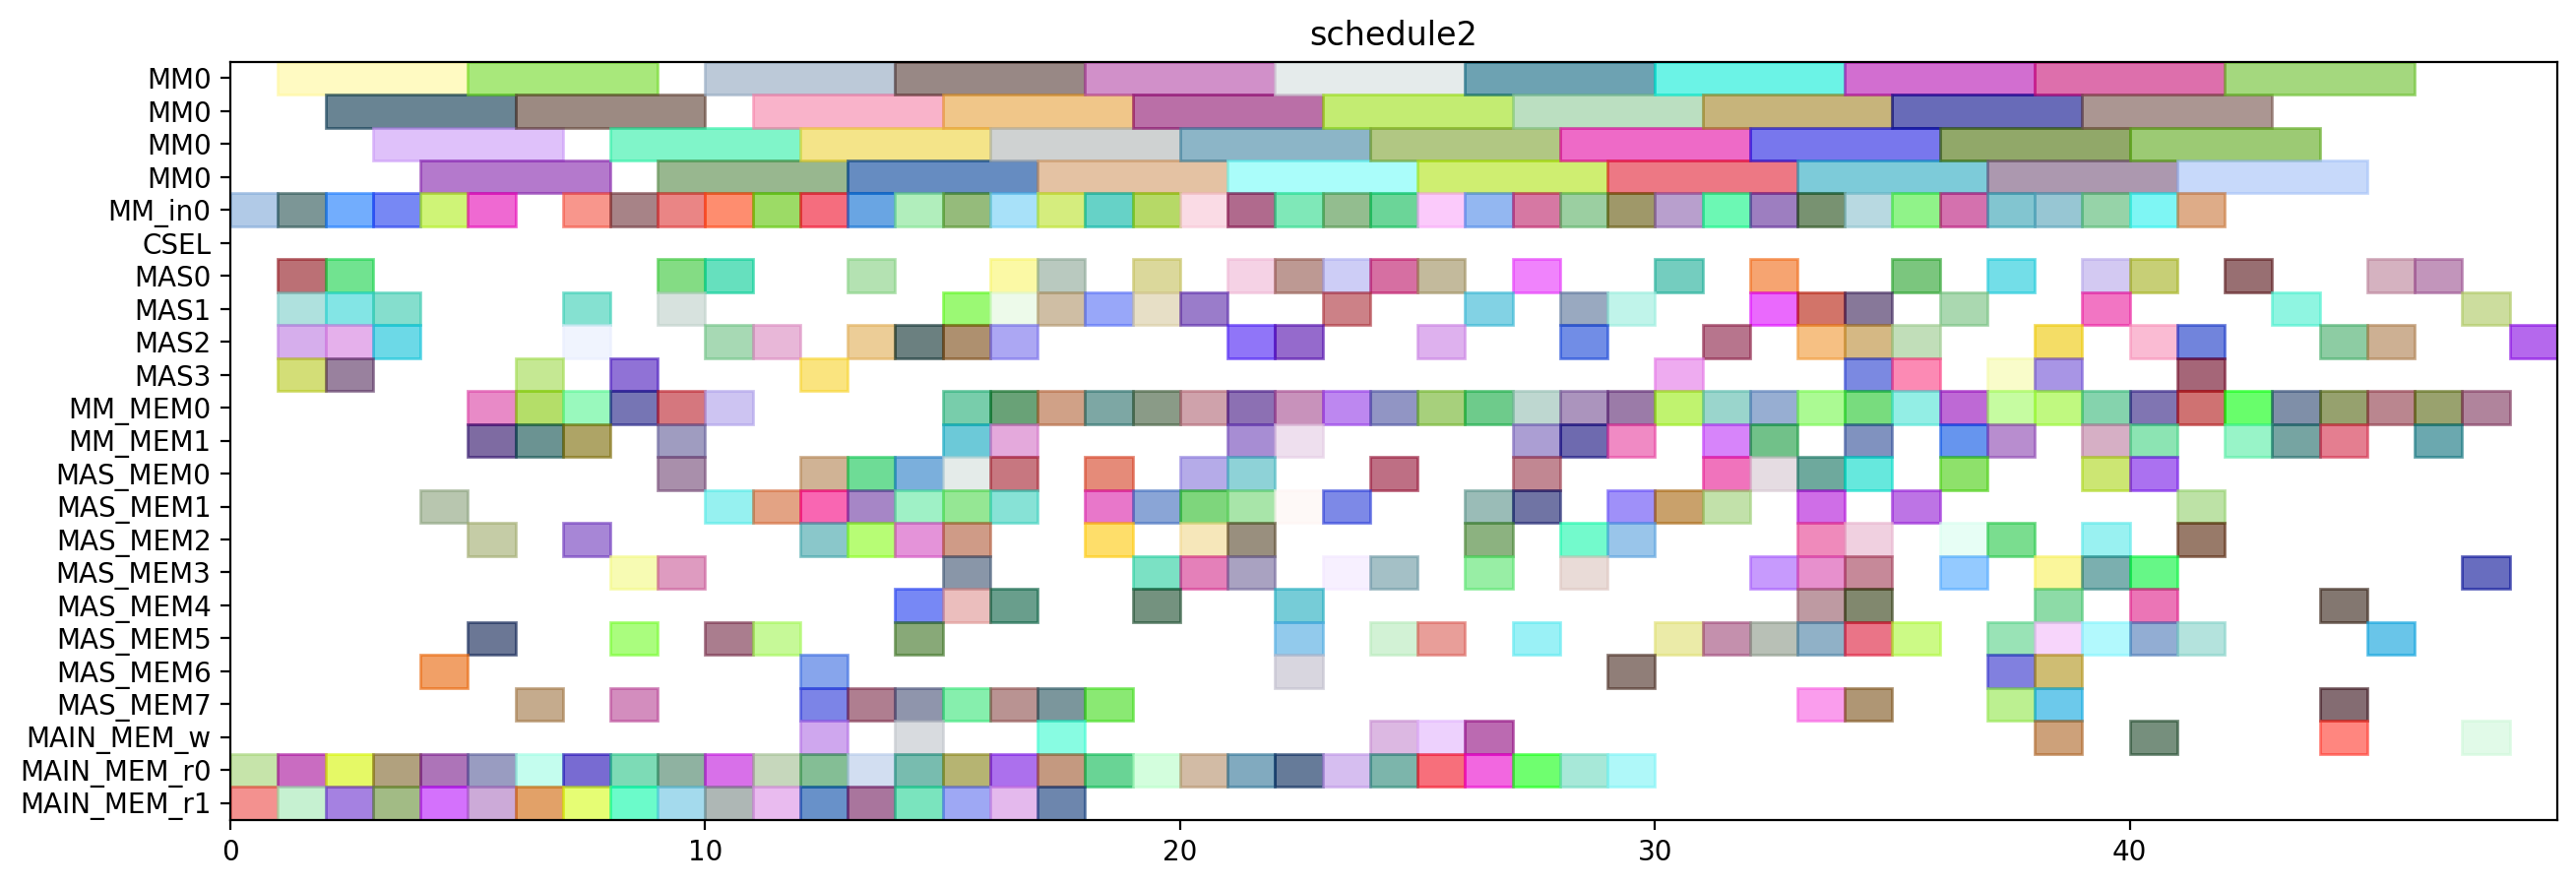 schedule2
MM0
MM0
MM0
MM0
MM_in0
CSEL
MAS0
MAS1
MAS2
MAS3
MM_MEM0
MM_MEM1
MAS_MEM0
MAS_MEM1
MAS_MEM2
MAS_MEM3
MAS_MEM4
MAS_MEM5
MAS_MEM6
MAS_MEM7
MAIN_MEM_w
MAIN_MEM_r0
MAIN_MEM_r1
0 10 20 30 40